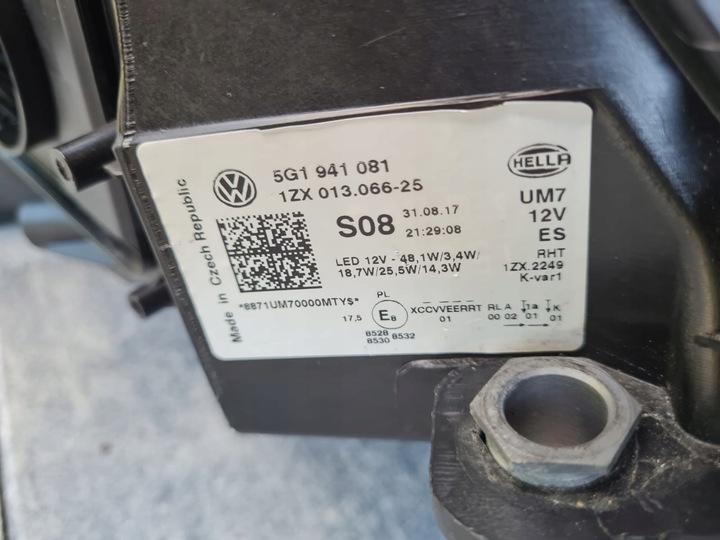 5G1 941 081
1ZX 013.066-25
HELLA
Made in Czech Republic
S08
31.08.17
21:29:08
UM7
12V
ES
RHT
1ZX.2249
K-var1
LED 12V - 48,1W/3,4W/
18,7W/25,5W/14,3W
*8871UM70000MTY$*
PL
17,5
E8
XCCVVEERRT
01
RL A 1a K
00 02 01 01
8528
8530 8532